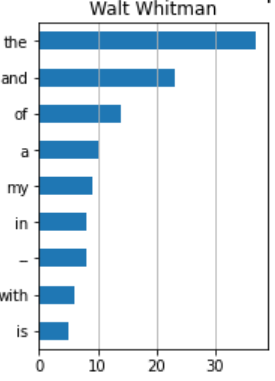 Walt Whitman
the
and
of
a
my
in
–
with
is
0 10 20 30